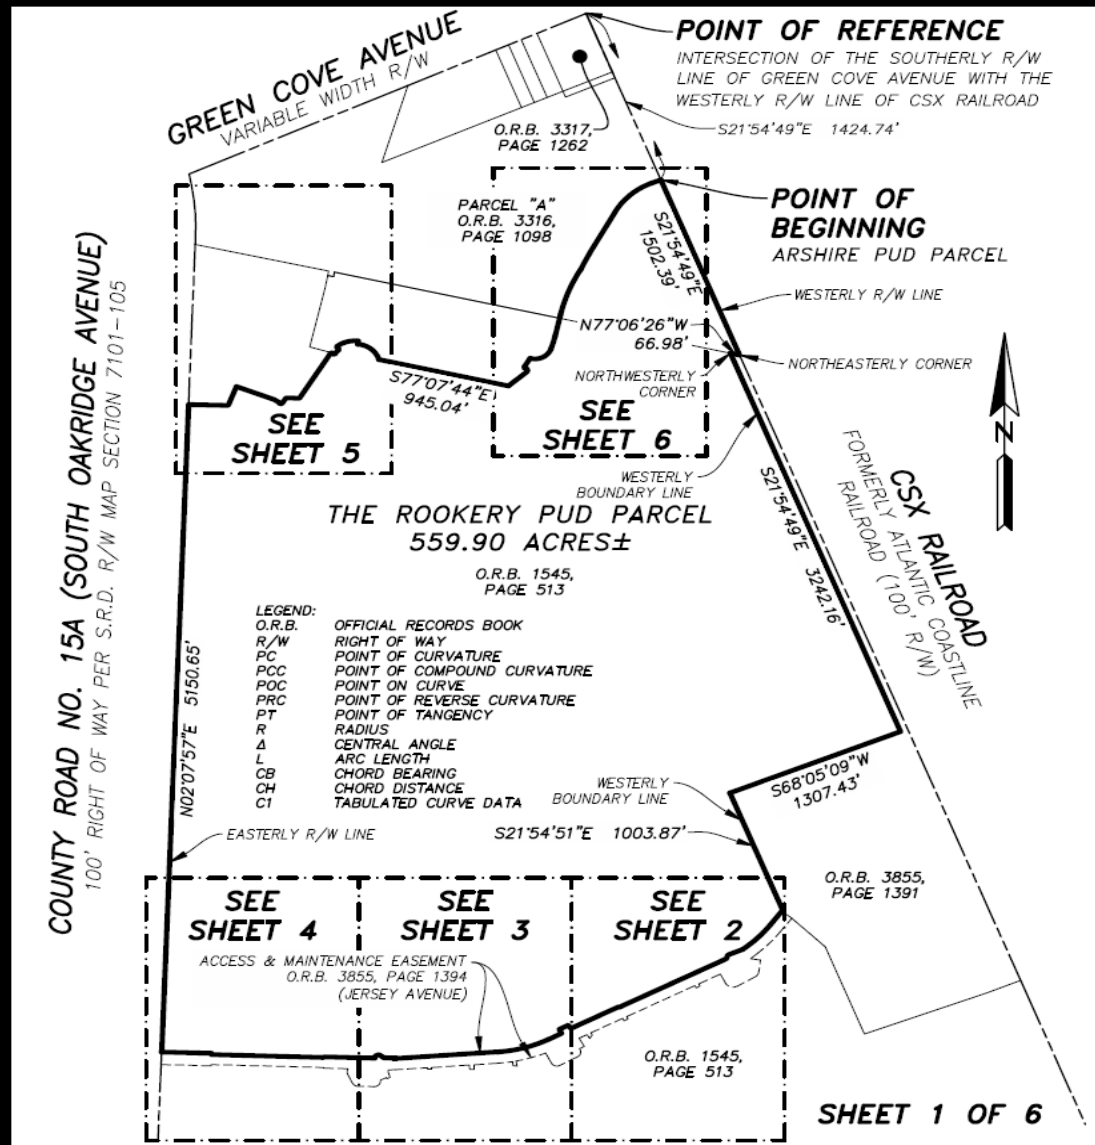 GREEN COVE AVENUE
VARIABLE WIDTH R/W
POINT OF REFERENCE
INTERSECTION OF THE SOUTHERLY R/W
LINE OF GREEN COVE AVENUE WITH THE
WESTERLY R/W LINE OF CSX RAILROAD
S21°54'49"E 1424.74'
O.R.B. 3317,
PAGE 1262
PARCEL "A"
O.R.B. 3316,
PAGE 1098
POINT OF
BEGINNING
ARSHIRE PUD PARCEL
S21°54'49"E
1502.39'
WESTERLY R/W LINE
N77°06'26"W
66.98'
NORTHEASTERLY CORNER
NORTHWESTERLY
CORNER
S77°07'44"E
945.04'
SEE
SHEET 5
SEE
SHEET 6
WESTERLY
BOUNDARY LINE
S21°54'49"E 3242.16'
CSX RAILROAD
FORMERLY ATLANTIC COASTLINE
RAILROAD (100' R/W)
N
COUNTY ROAD NO. 15A (SOUTH OAKRIDGE AVENUE)
100' RIGHT OF WAY PER S.R.D. R/W MAP SECTION 7101-105
THE ROOKERY PUD PARCEL
559.90 ACRES±
O.R.B. 1545,
PAGE 513
LEGEND:
O.R.B. OFFICIAL RECORDS BOOK
R/W RIGHT OF WAY
PC POINT OF CURVATURE
PCC POINT OF COMPOUND CURVATURE
POC POINT ON CURVE
PRC POINT OF REVERSE CURVATURE
PT POINT OF TANGENCY
R RADIUS
Δ CENTRAL ANGLE
L ARC LENGTH
CB CHORD BEARING
CH CHORD DISTANCE
C1 TABULATED CURVE DATA
N02°07'57"E 5150.65'
EASTERLY R/W LINE
S68°05'09"W
1307.43'
WESTERLY
BOUNDARY LINE
S21°54'51"E 1003.87'
O.R.B. 3855,
PAGE 1391
SEE
SHEET 4
SEE
SHEET 3
SEE
SHEET 2
ACCESS & MAINTENANCE EASEMENT
O.R.B. 3855, PAGE 1394
(JERSEY AVENUE)
O.R.B. 1545,
PAGE 513
SHEET 1 OF 6